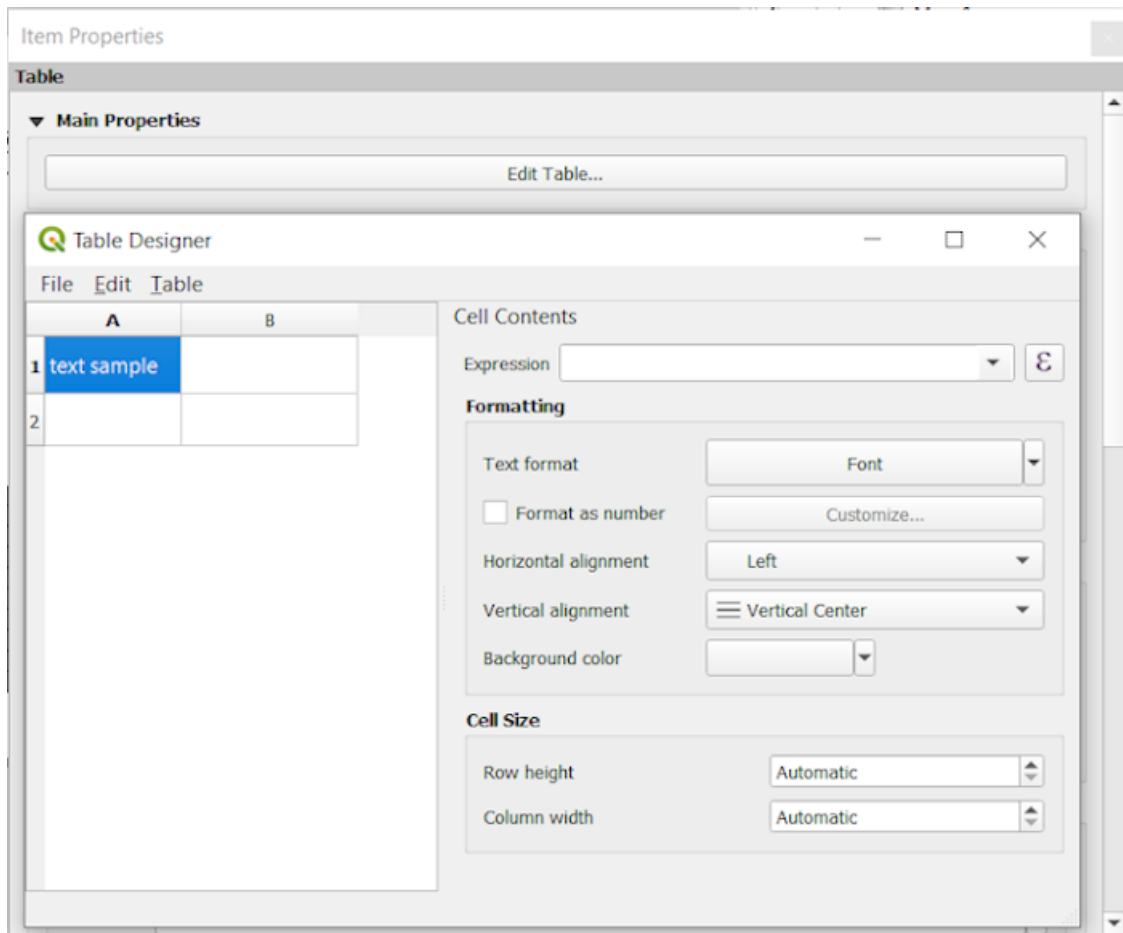 Item Properties
Table
Main Properties
Edit Table...
Table Designer
File Edit Table
A B
Cell Contents
1 text sample
Expression ε
Formatting
2
Text format Font
Format as number Customize...
Horizontal alignment Left
Vertical alignment Vertical Center
Background color
Cell Size
Row height Automatic
Column width Automatic